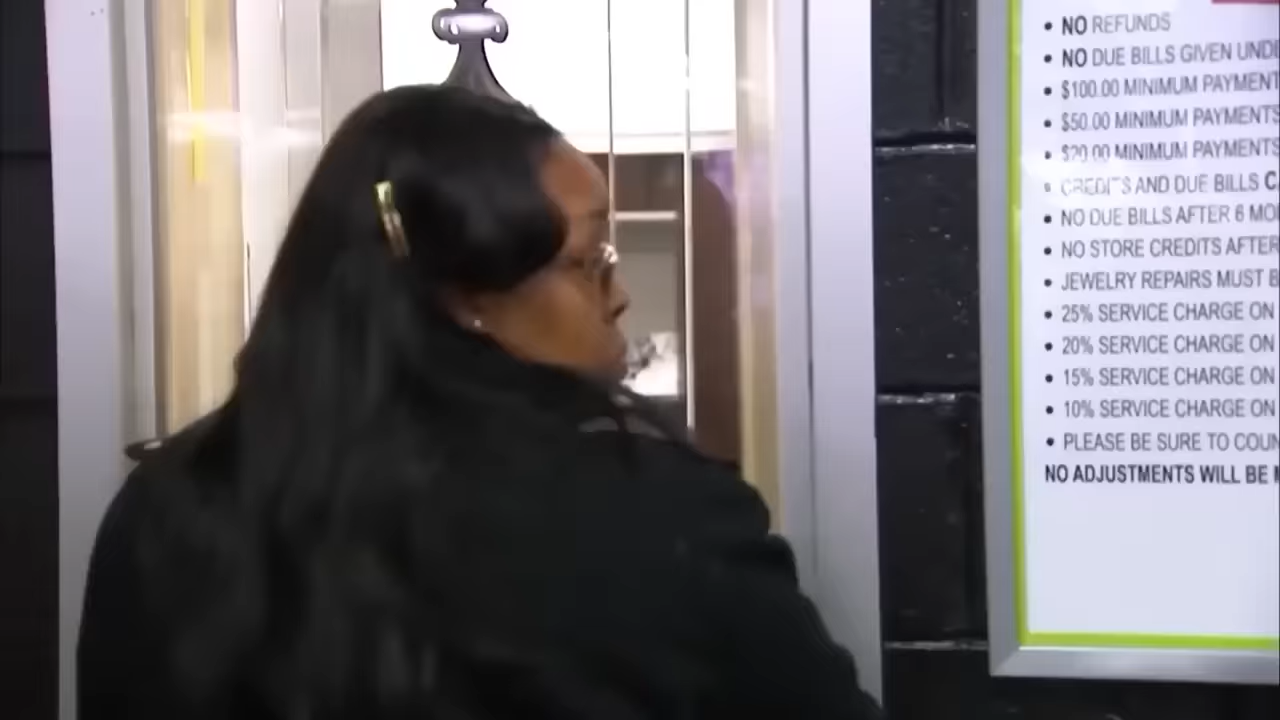 NO REFUNDS
NO DUE BILLS GIVEN
$100.00 MINIMUM PAYMENT
$50.00 MINIMUM PAYMENTS
$20.00 MINIMUM PAYMENTS
CREDITS AND DUE BILLS
NO DUE BILLS AFTER 6
NO STORE CREDITS AFTER
JEWELRY REPAIRS MUST
25% SERVICE CHARGE ON
20% SERVICE CHARGE ON
15% SERVICE CHARGE ON
10% SERVICE CHARGE ON
PLEASE BE SURE TO
NO ADJUSTMENTS WILL BE